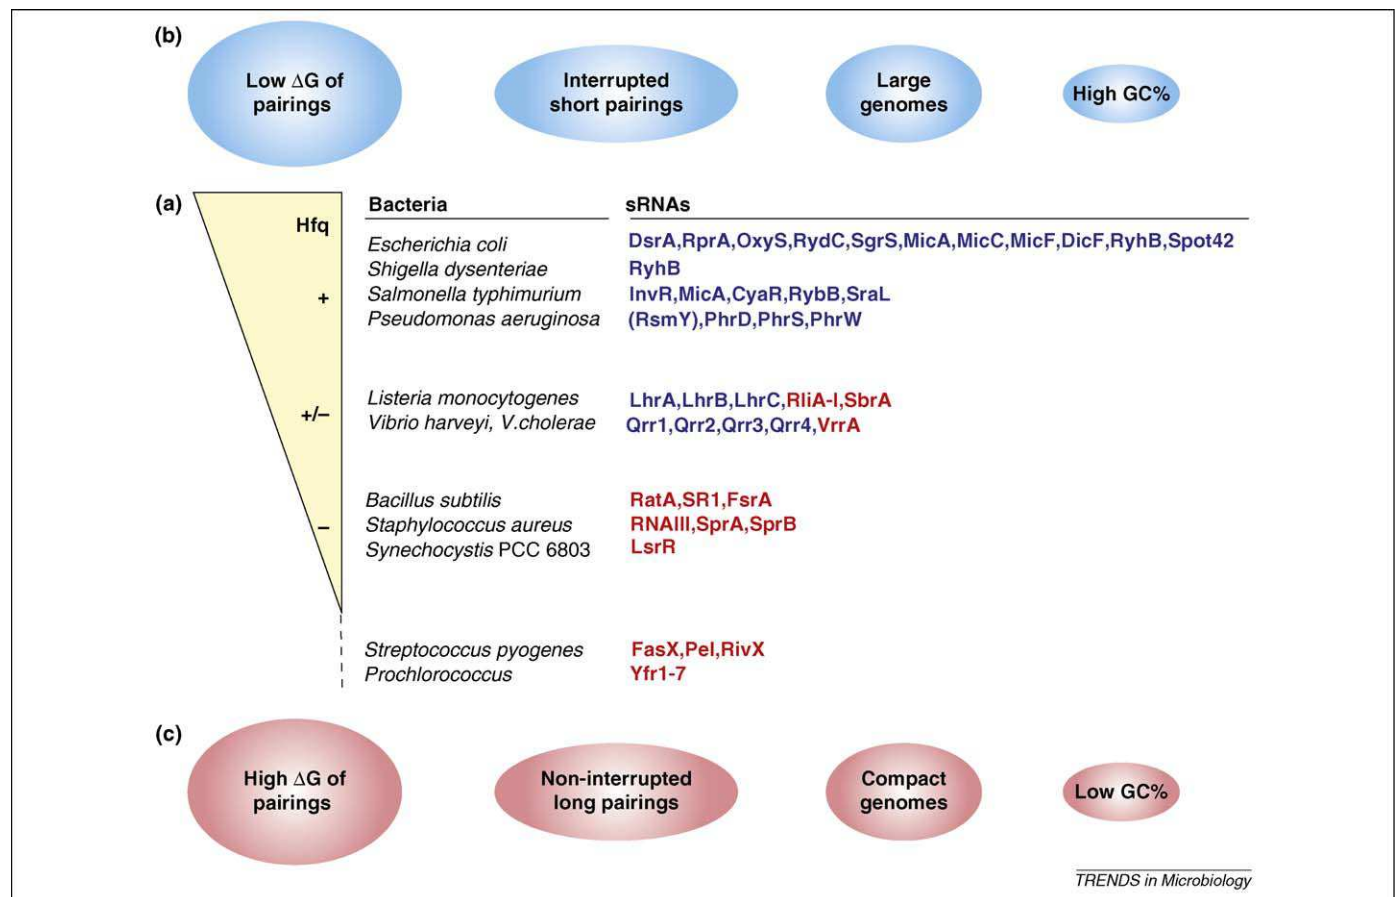 (b)
Low ΔG of
pairings
Interrupted
short pairings
Large
genomes
High GC%
(a)
Hfq
+
+/–
–
Bacteria sRNAs
Escherichia coli DsrA,RprA,OxyS,RydC,SgrS,MicA,MicC,MicF,DicF,RyhB,Spot42
Shigella dysenteriae RyhB
Salmonella typhimurium InvR,MicA,CyaR,RybB,SraL
Pseudomonas aeruginosa (RsmY),PhrD,PhrS,PhrW
Listeria monocytogenes LhrA,LhrB,LhrC,RliA-I,SbrA
Vibrio harveyi, V.cholerae Qrr1,Qrr2,Qrr3,Qrr4,VrrA
Bacillus subtilis RatA,SR1,FsrA
Staphylococcus aureus RNAIII,SprA,SprB
Synechocystis PCC 6803 LsrR
Streptococcus pyogenes FasX,Pel,RivX
Prochlorococcus Yfr1-7
(c)
High ΔG of
pairings
Non-interrupted
long pairings
Compact
genomes
Low GC%
TRENDS in Microbiology